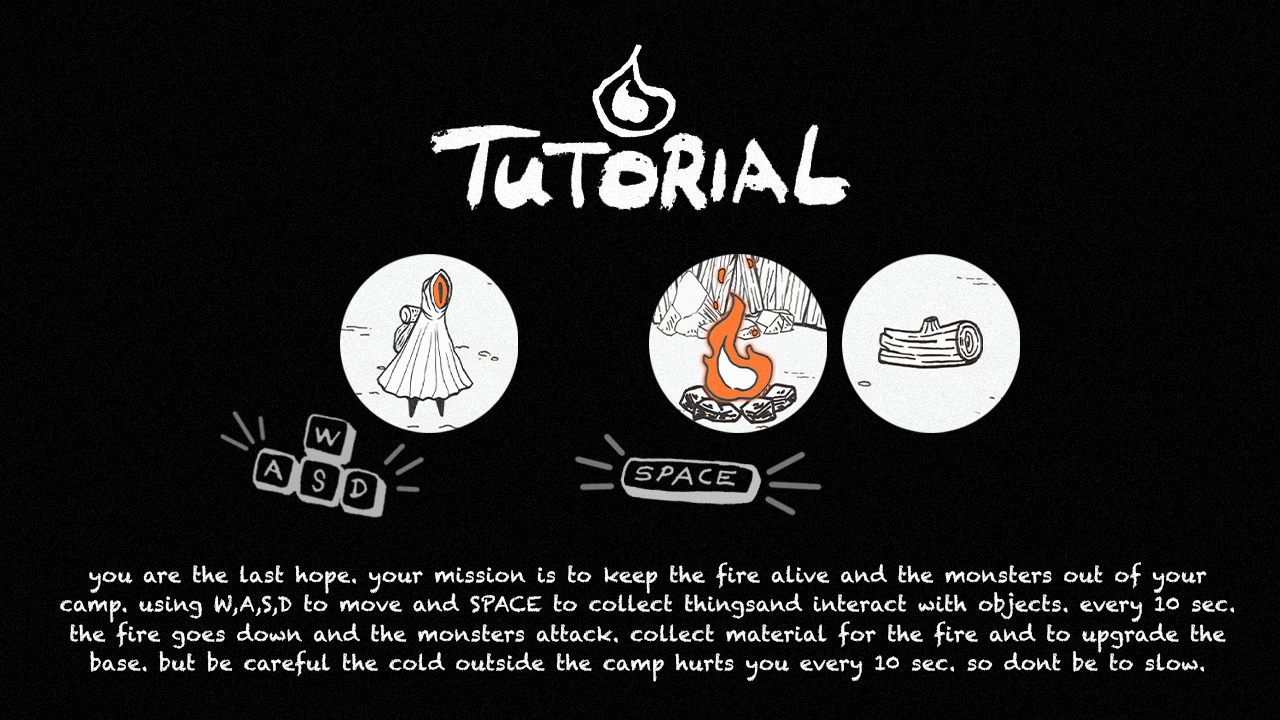 TUTORIAL
W
A S D
SPACE
you are the last hope. your mission is to keep the fire alive and the monsters out of your
camp. using W,A,S,D to move and SPACE to collect thingsand interact with objects. every 10 sec.
the fire goes down and the monsters attack. collect material for the fire and to upgrade the
base. but be careful the cold outside the camp hurts you every 10 sec. so dont be to slow.